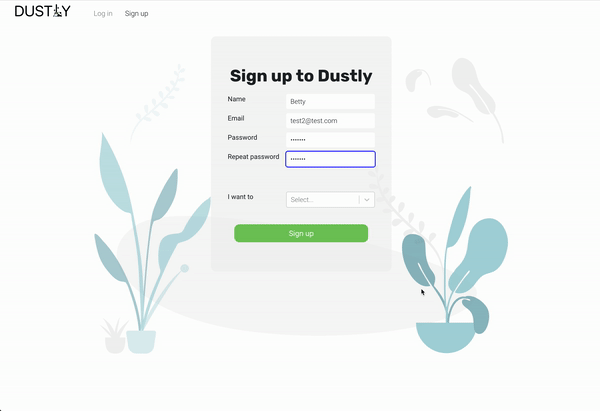 DUSTLY
Log in Sign up
Sign up to Dustly
Name Betty
Email test2@test.com
Password •••••••
Repeat password •••••••
I want to Select...
Sign up